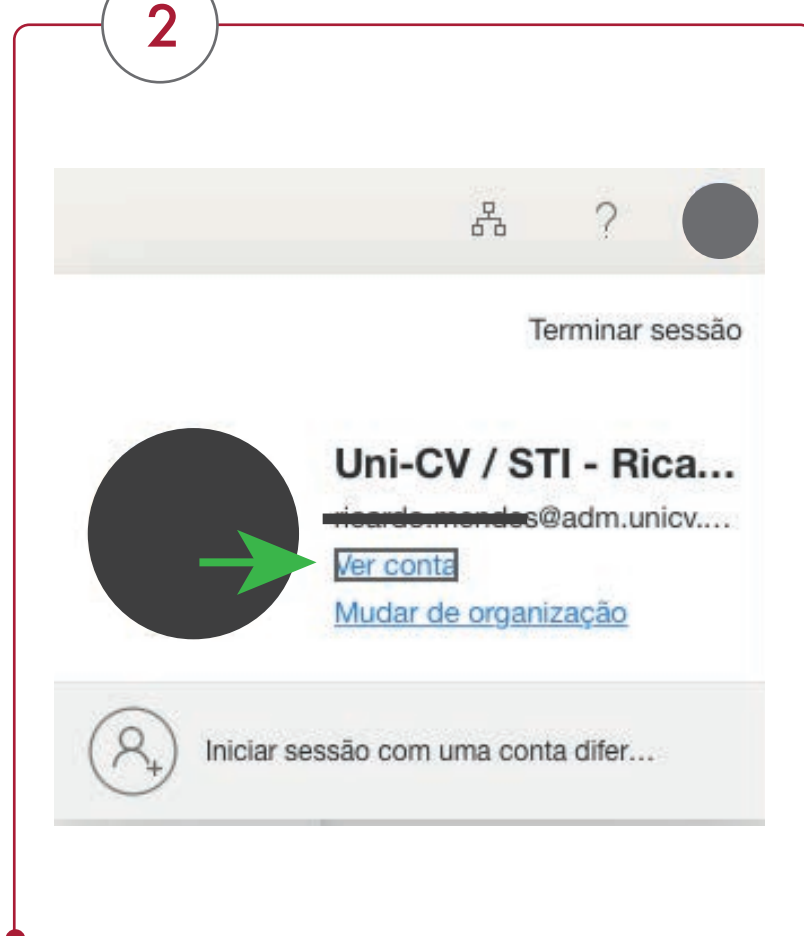 2
?
Terminar sessão
Uni-CV / STI - Rica...
@adm.unicv....
Ver conta
Mudar de organização
Iniciar sessão com uma conta difer...